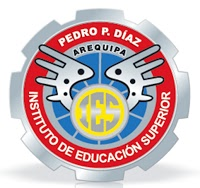 PEDRO P. DÍAZ
AREQUIPA
IES
INSTITUTO DE EDUCACIÓN SUPERIOR